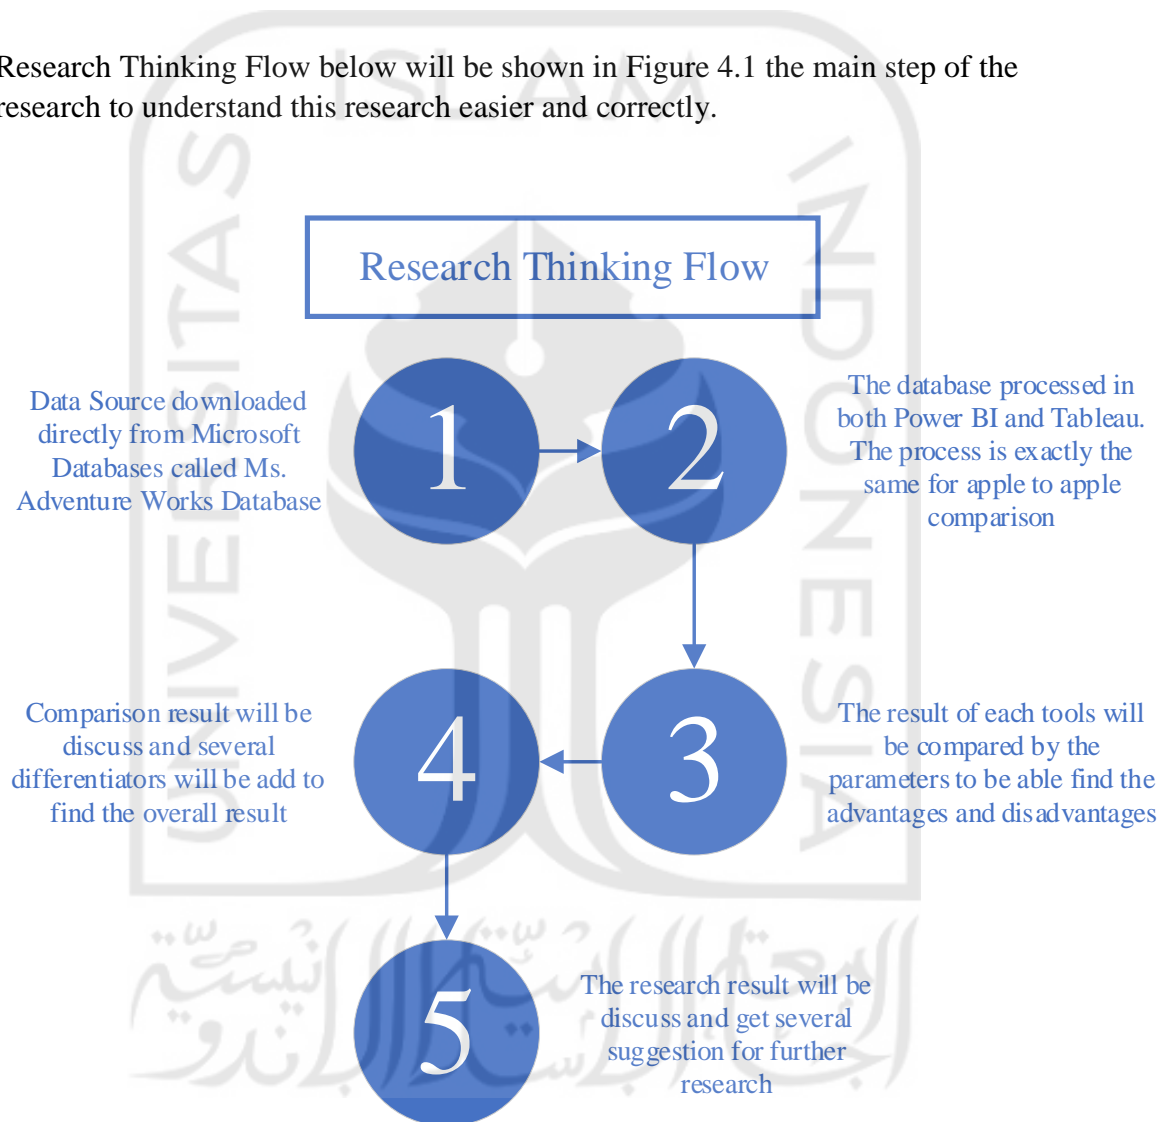 Research Thinking Flow below will be shown in Figure 4.1 the main step of the
research to understand this research easier and correctly.
Research Thinking Flow
1
Data Source downloaded
directly from Microsoft
Databases called Ms.
Adventure Works Database
2
The database processed in
both Power BI and Tableau.
The process is exactly the
same for apple to apple
comparison
3
The result of each tools will
be compared by the
parameters to be able find the
advantages and disadvantages
4
Comparison result will be
discuss and several
differentiators will be add to
find the overall result
5
The research result will be
discuss and get several
suggestion for further
research
UNIVERSITAS
ISLAM
INDONESIA